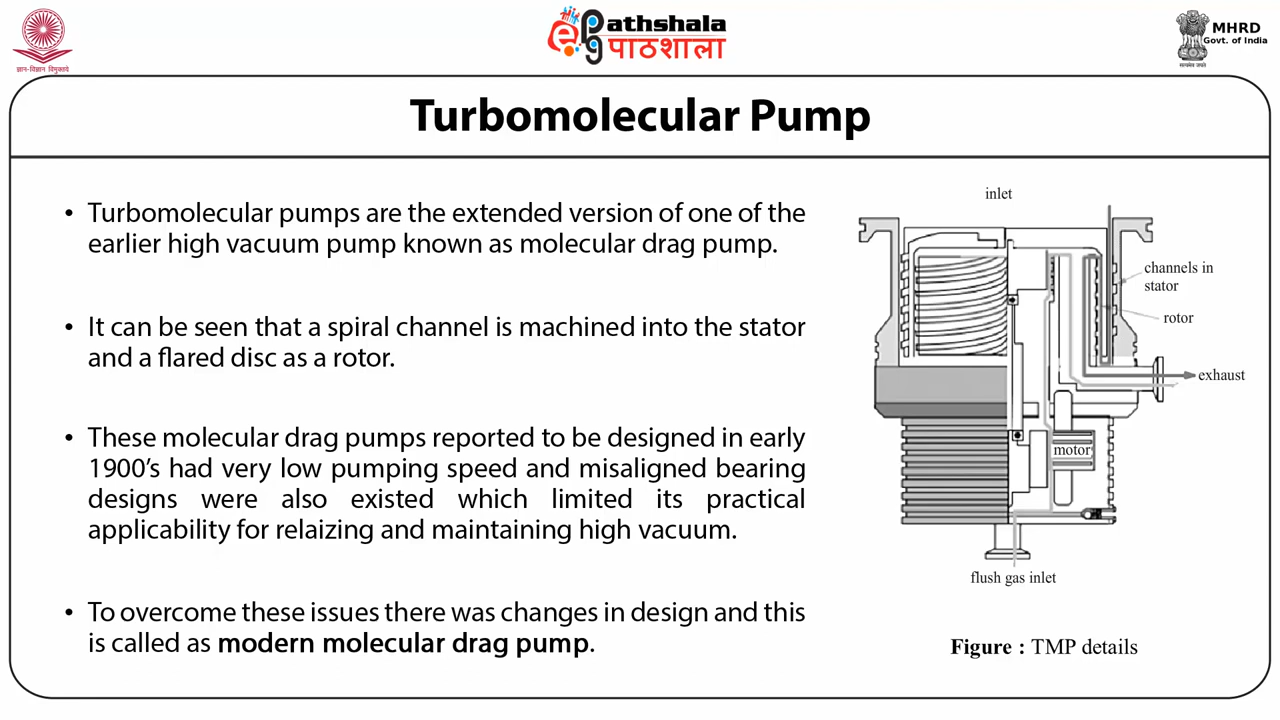 ePGathshala
पाठशाला
MHRD
Govt. of India
ज्ञान-विज्ञान विमुक्तये
सत्यमेव जयते
Turbomolecular Pump
• Turbomolecular pumps are the extended version of one of the
earlier high vacuum pump known as molecular drag pump.
• It can be seen that a spiral channel is machined into the stator
and a flared disc as a rotor.
• These molecular drag pumps reported to be designed in early
1900’s had very low pumping speed and misaligned bearing
designs were also existed which limited its practical
applicability for relaizing and maintaining high vacuum.
• To overcome these issues there was changes in design and this
is called as modern molecular drag pump.
inlet
channels in
stator
rotor
exhaust
motor
flush gas inlet
Figure : TMP details